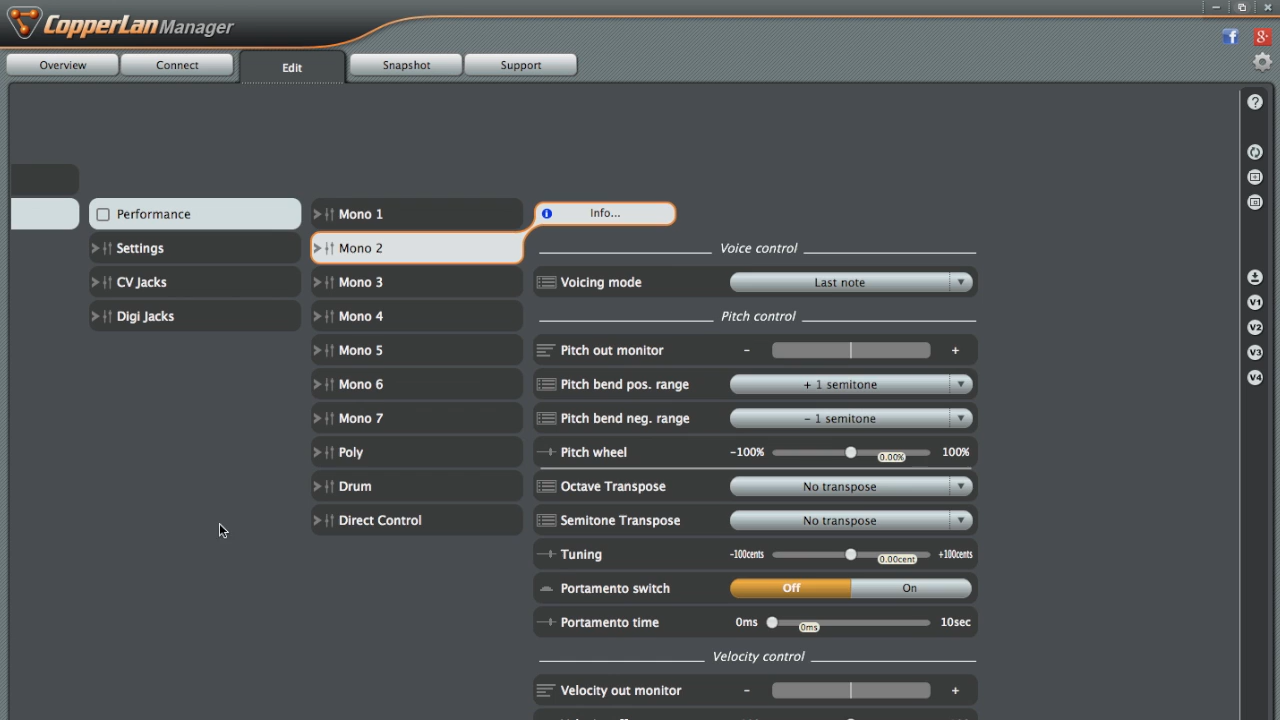 CopperLan Manager
Overview
Connect
Edit
Snapshot
Support
Performance
Settings
CV Jacks
Digi Jacks
Mono 1
Mono 2
Mono 3
Mono 4
Mono 5
Mono 6
Mono 7
Poly
Drum
Direct Control
Info...
Voice control
Voicing mode Last note
Pitch control
Pitch out monitor - +
Pitch bend pos. range + 1 semitone
Pitch bend neg. range - 1 semitone
Pitch wheel -100% 0.00% 100%
Octave Transpose No transpose
Semitone Transpose No transpose
Tuning -100cents 0.00cent +100cents
Portamento switch Off On
Portamento time 0ms 0ms 10sec
Velocity control
Velocity out monitor - +
V1
V2
V3
V4